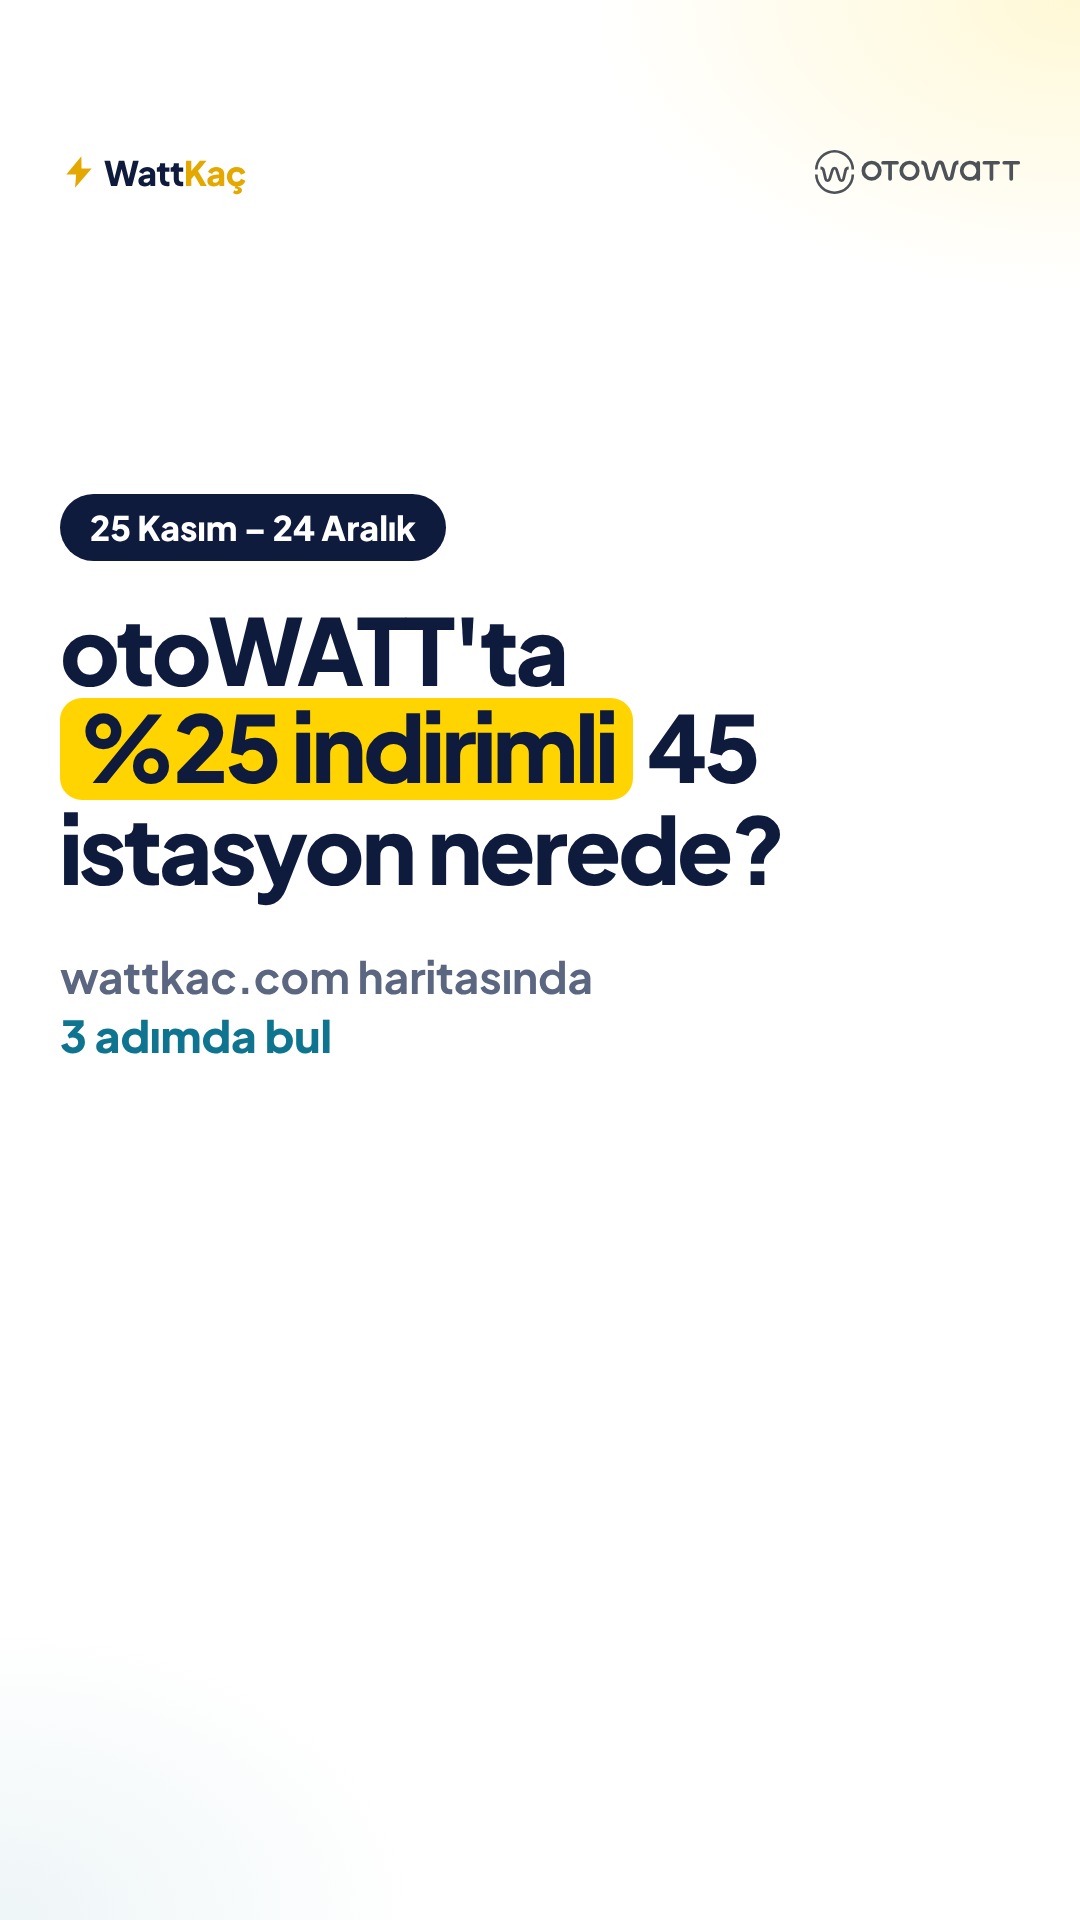 WattKaç
otowatt
25 Kasım – 24 Aralık
otoWATT'ta
%25 indirimli 45
istasyon nerede?
wattkac.com haritasında
3 adımda bul